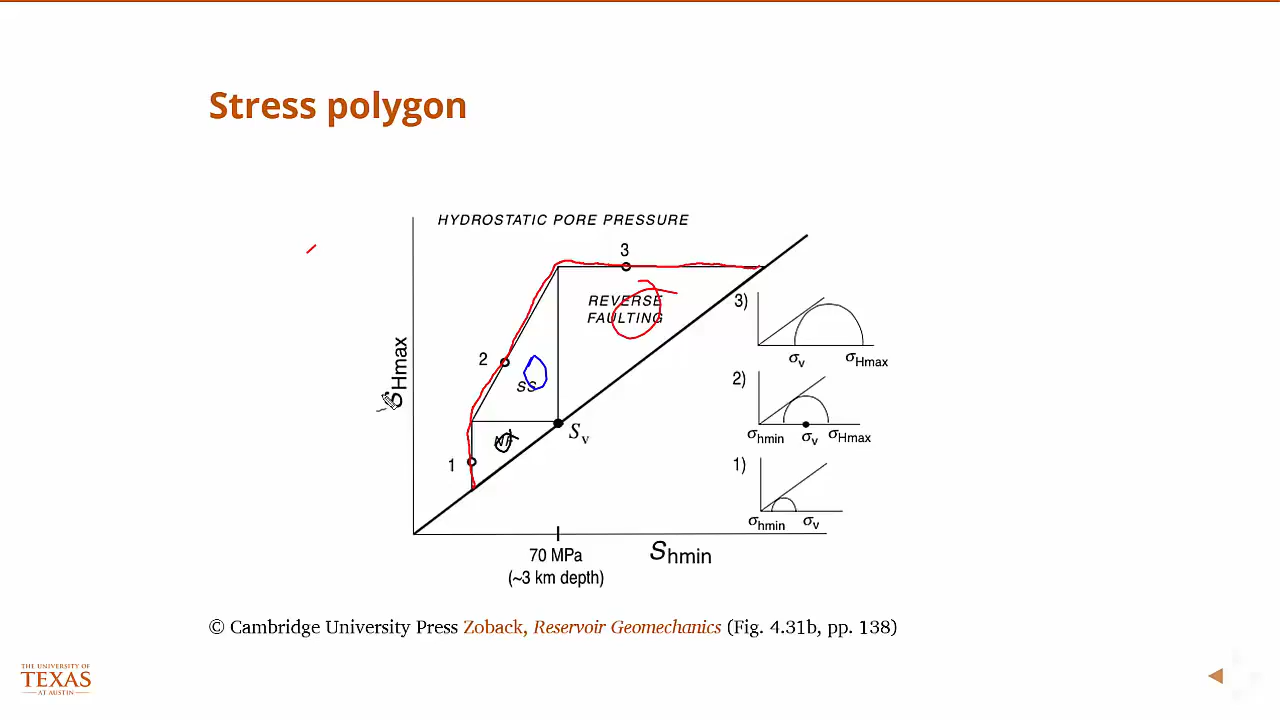 Stress polygon
HYDROSTATIC PORE PRESSURE
3
REVERSE
FAULTING
3)
σv
σHmax
2
SS
SHmax
2)
σhmin
σv
σHmax
NF
Sv
1
1)
σhmin
σv
70 MPa
(~3 km depth)
Shmin
© Cambridge University Press Zoback, Reservoir Geomechanics (Fig. 4.31b, pp. 138)
THE UNIVERSITY OF
TEXAS
AT AUSTIN